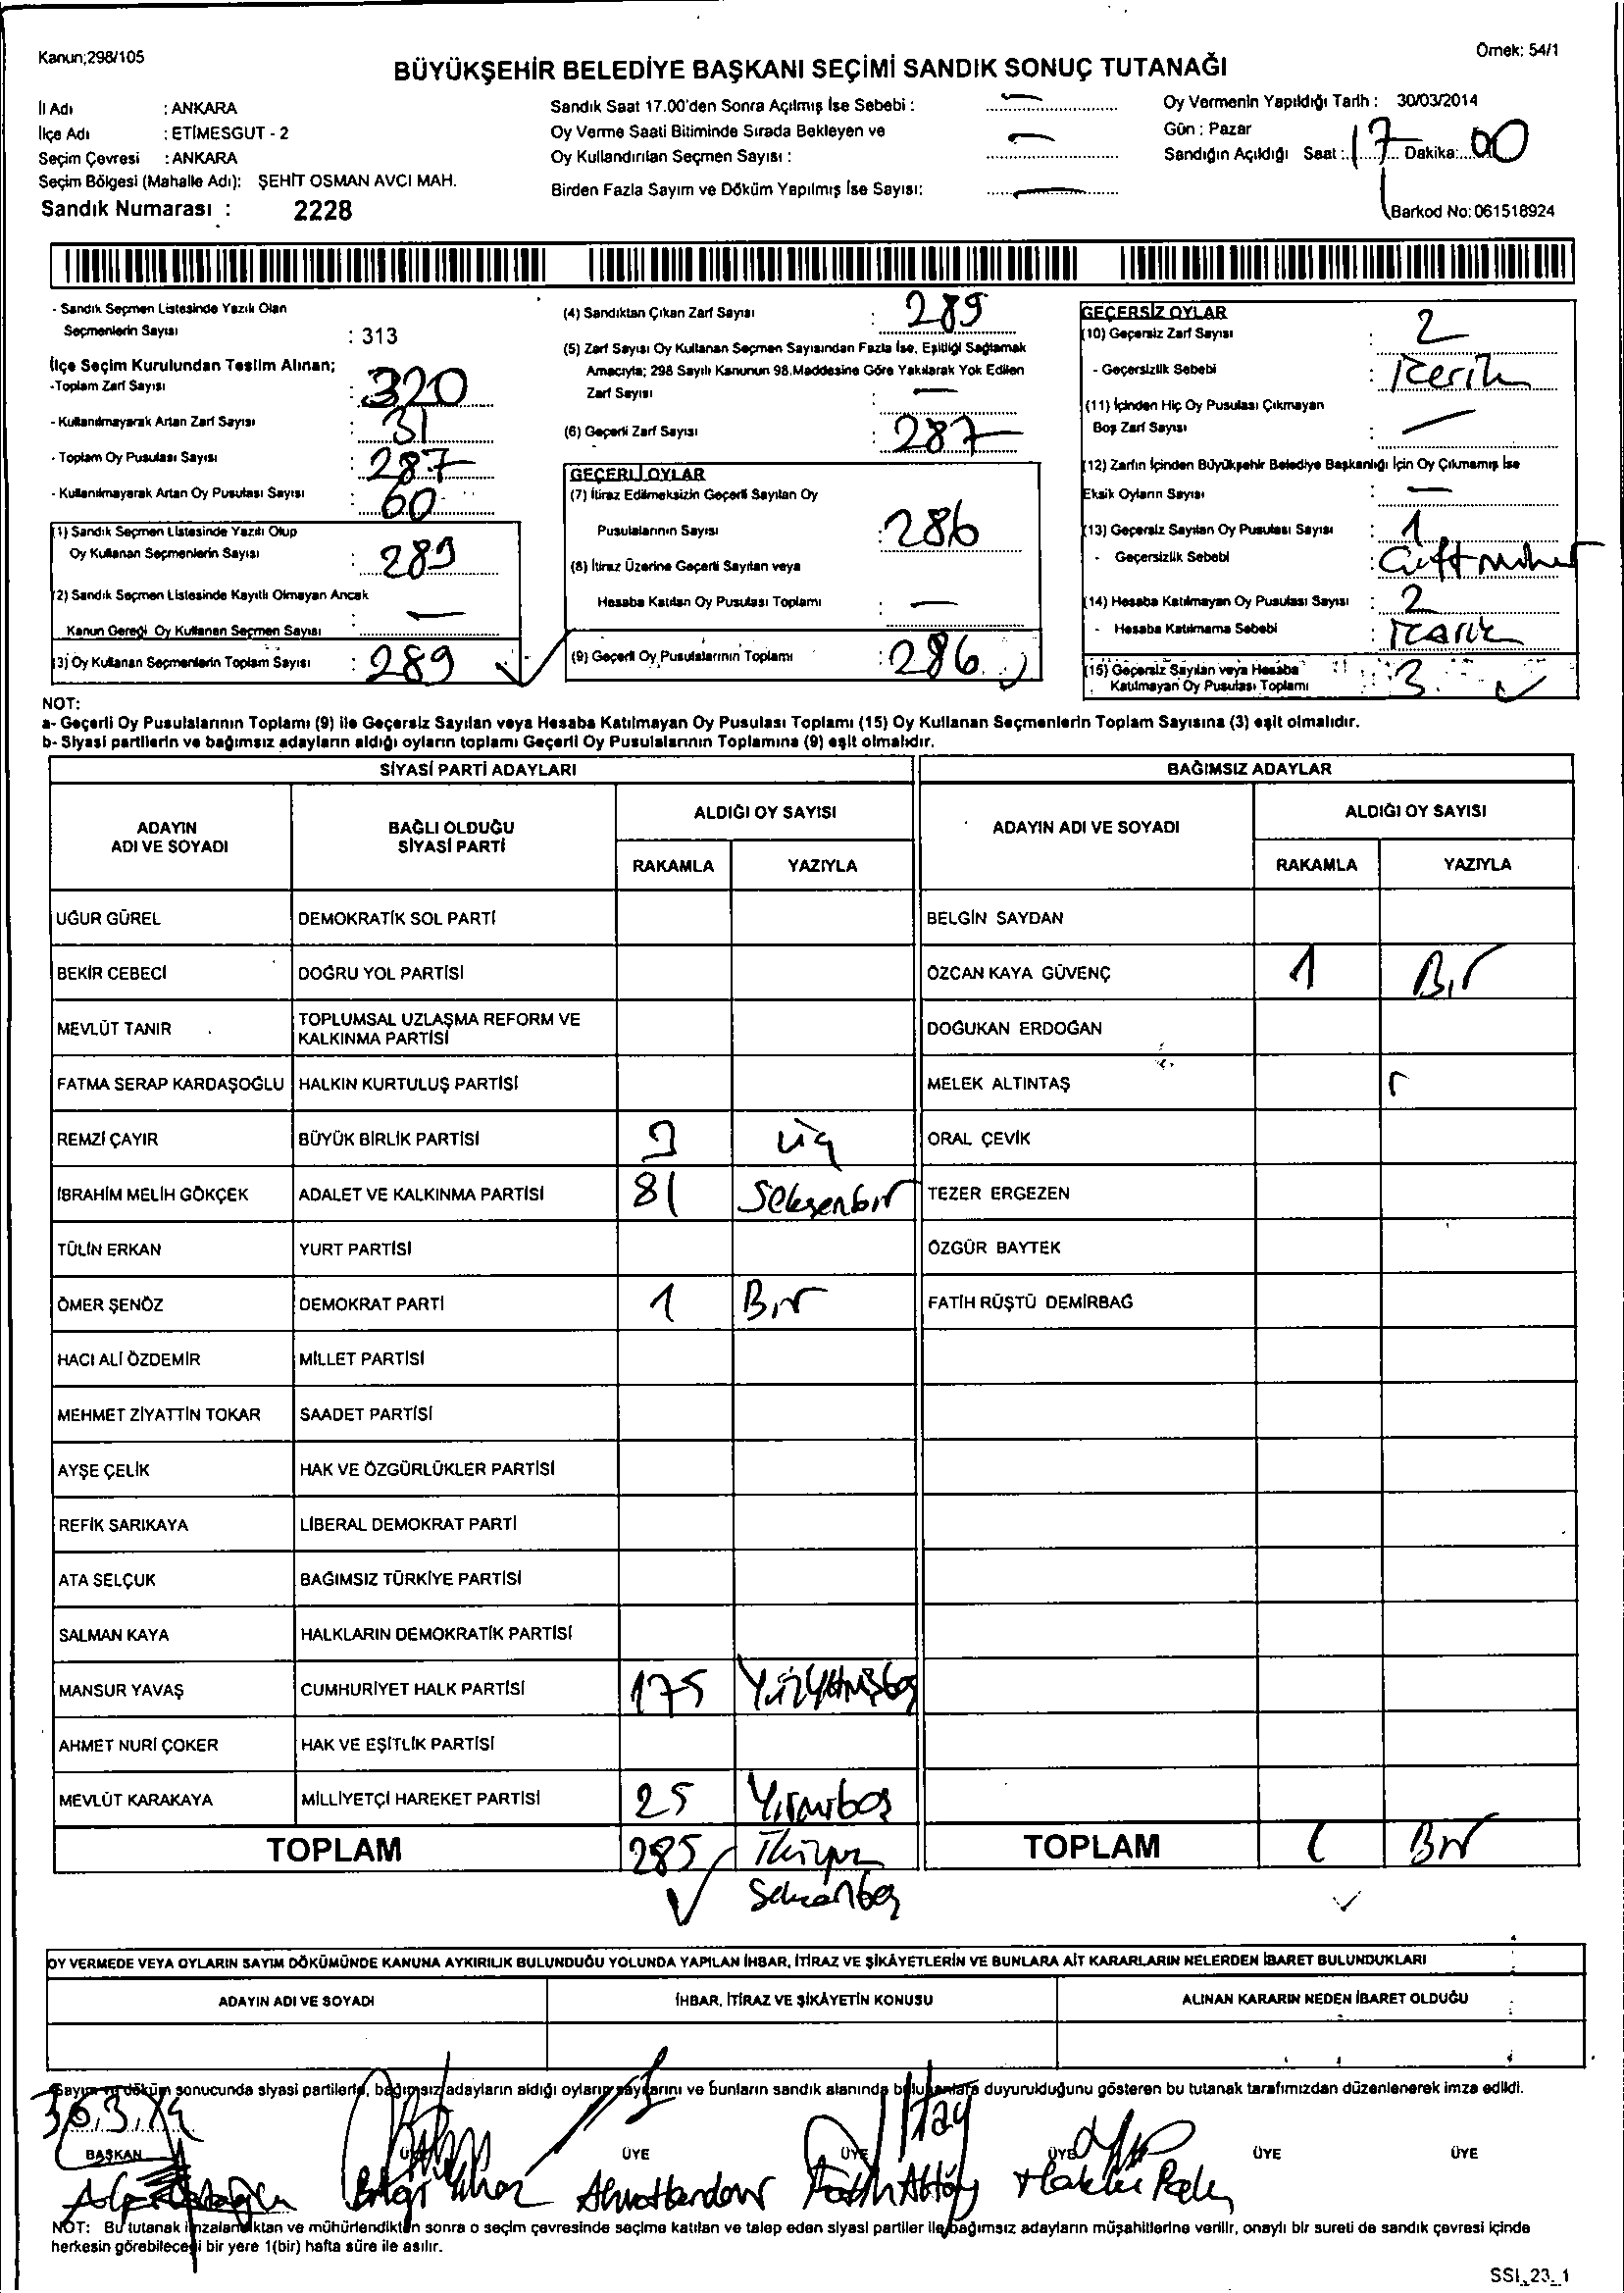 Kanun;298/105
Örnek: 54/1
BÜYÜKŞEHİR BELEDİYE BAŞKANI SEÇİMİ SANDIK SONUÇ TUTANAĞI
İl Adı : ANKARA
İlçe Adı : ETİMESGUT - 2
Seçim Çevresi : ANKARA
Seçim Bölgesi (Mahalle Adı): ŞEHİT OSMAN AVCI MAH.
Sandık Numarası : 2228
Sandık Saat 17.00'den Sonra Açılmış İse Sebebi : —
Oy Verme Saati Bitiminde Sırada Bekleyen ve
Oy Kullandırılan Seçmen Sayısı : —
Birden Fazla Sayım ve Döküm Yapılmış İse Sayısı: —
Oy Vermenin Yapıldığı Tarih : 30/03/2014
Gün : Pazar
Sandığın Açıldığı Saat : 17 Dakika: 00
Barkod No: 061518924
- Sandık Seçmen Listesinde Yazılı Olan
Seçmenlerin Sayısı : 313
İlçe Seçim Kurulundan Teslim Alınan;
-Toplam Zarf Sayısı : 320
- Kullanılmayarak Artan Zarf Sayısı : 31
- Toplam Oy Pusulası Sayısı : 287
- Kullanılmayarak Artan Oy Pusulası Sayısı : 60
(1) Sandık Seçmen Listesinde Yazılı Olup
Oy Kullanan Seçmenlerin Sayısı : 289
(2) Sandık Seçmen Listesinde Kayıtlı Olmayan Ancak
Kanun Gereği Oy Kullanan Seçmen Sayısı : —
(3) Oy Kullanan Seçmenlerin Toplam Sayısı : 289
(4) Sandıktan Çıkan Zarf Sayısı : 289
(5) Zarf Sayısı Oy Kullanan Seçmen Sayısından Fazla İse, Eşitliği Sağlamak
Amacıyla; 298 Sayılı Kanunun 98.Maddesine Göre Yakılarak Yok Edilen
Zarf Sayısı : —
(6) Geçerli Zarf Sayısı : 287
GEÇERLİ OYLAR
(7) İtiraz Edilmeksizin Geçerli Sayılan Oy
Pusulalarının Sayısı : 286
(8) İtiraz Üzerine Geçerli Sayılan veya
Hesaba Katılan Oy Pusulası Toplamı : —
(9) Geçerli Oy Pusulalarının Toplamı : 286
GEÇERSİZ OYLAR
(10) Geçersiz Zarf Sayısı : 2
- Geçersizlik Sebebi : İçerik
(11) İçinden Hiç Oy Pusulası Çıkmayan
Boş Zarf Sayısı : —
(12) Zarfın İçinden Büyükşehir Belediye Başkanlığı İçin Oy Çıkmamış İse
Eksik Oyların Sayısı : —
(13) Geçersiz Sayılan Oy Pusulası Sayısı : 1
- Geçersizlik Sebebi : Çift mühür
(14) Hesaba Katılmayan Oy Pusulası Sayısı : 2
- Hesaba Katılmama Sebebi :
(15) Geçersiz Sayılan veya Hesaba
Katılmayan Oy Pusulası Toplamı : 3
NOT:
a- Geçerli Oy Pusulalarının Toplamı (9) ile Geçersiz Sayılan veya Hesaba Katılmayan Oy Pusulası Toplamı (15) Oy Kullanan Seçmenlerin Toplam Sayısına (3) eşit olmalıdır.
b- Siyasi partilerin ve bağımsız adayların aldığı oyların toplamı Geçerli Oy Pusulalarının Toplamına (9) eşit olmalıdır.
SİYASİ PARTİ ADAYLARI
ADAYIN
ADI VE SOYADI
BAĞLI OLDUĞU
SİYASİ PARTİ
ALDIĞI OY SAYISI
RAKAMLA YAZIYLA
UĞUR GÜREL DEMOKRATİK SOL PARTİ
BEKİR CEBECİ DOĞRU YOL PARTİSİ
MEVLÜT TANIR TOPLUMSAL UZLAŞMA REFORM VE
KALKINMA PARTİSİ
FATMA SERAP KARDAŞOĞLU HALKIN KURTULUŞ PARTİSİ
REMZİ ÇAYIR BÜYÜK BİRLİK PARTİSİ 3 Üç
İBRAHİM MELİH GÖKÇEK ADALET VE KALKINMA PARTİSİ 81 Seksenbir
TÜLİN ERKAN YURT PARTİSİ
ÖMER ŞENÖZ DEMOKRAT PARTİ 1 Bir
HACI ALİ ÖZDEMİR MİLLET PARTİSİ
MEHMET ZİYATTİN TOKAR SAADET PARTİSİ
AYŞE ÇELİK HAK VE ÖZGÜRLÜKLER PARTİSİ
REFİK SARIKAYA LİBERAL DEMOKRAT PARTİ
ATA SELÇUK BAĞIMSIZ TÜRKİYE PARTİSİ
SALMAN KAYA HALKLARIN DEMOKRATİK PARTİSİ
MANSUR YAVAŞ CUMHURİYET HALK PARTİSİ 175 Yüzyetmişbeş
AHMET NURİ ÇOKER HAK VE EŞİTLİK PARTİSİ
MEVLÜT KARAKAYA MİLLİYETÇİ HAREKET PARTİSİ 25 Yirmibeş
TOPLAM 285 İkiyüz
Seksenbeş
BAĞIMSIZ ADAYLAR
ADAYIN ADI VE SOYADI
ALDIĞI OY SAYISI
RAKAMLA YAZIYLA
BELGİN SAYDAN
ÖZCAN KAYA GÜVENÇ 1 Bir
DOĞUKAN ERDOĞAN
MELEK ALTINTAŞ
ORAL ÇEVİK
TEZER ERGEZEN
ÖZGÜR BAYTEK
FATİH RÜŞTÜ DEMİRBAĞ
TOPLAM 1 Bir
OY VERMEDE VEYA OYLARIN SAYIM DÖKÜMÜNDE KANUNA AYKIRILIK BULUNDUĞU YOLUNDA YAPILAN İHBAR, İTİRAZ VE ŞİKÂYETLERİN VE BUNLARA AİT KARARLARIN NELERDEN İBARET BULUNDUKLARI
ADAYIN ADI VE SOYADI
İHBAR, İTİRAZ VE ŞİKÂYETİN KONUSU
ALINAN KARARIN NEDEN İBARET OLDUĞU
Sayım ve döküm sonucunda siyasi partilerle, bağımsız adayların aldığı oyların sayılarını ve bunların sandık alanında bulunanlara duyurulduğunu gösteren bu tutanak tarafımızdan düzenlenerek imza edildi.
30.3.14
BAŞKAN ÜYE ÜYE ÜYE ÜYE ÜYE ÜYE
NOT: Bu tutanak imzalandıktan ve mühürlendikten sonra o seçim çevresinde seçime katılan ve talep eden siyasi partiler ile bağımsız adayların müşahitlerine verilir, onaylı bir sureti de sandık çevresi içinde
herkesin görebileceği bir yere 1(bir) hafta süre ile asılır.
SSI_23_1